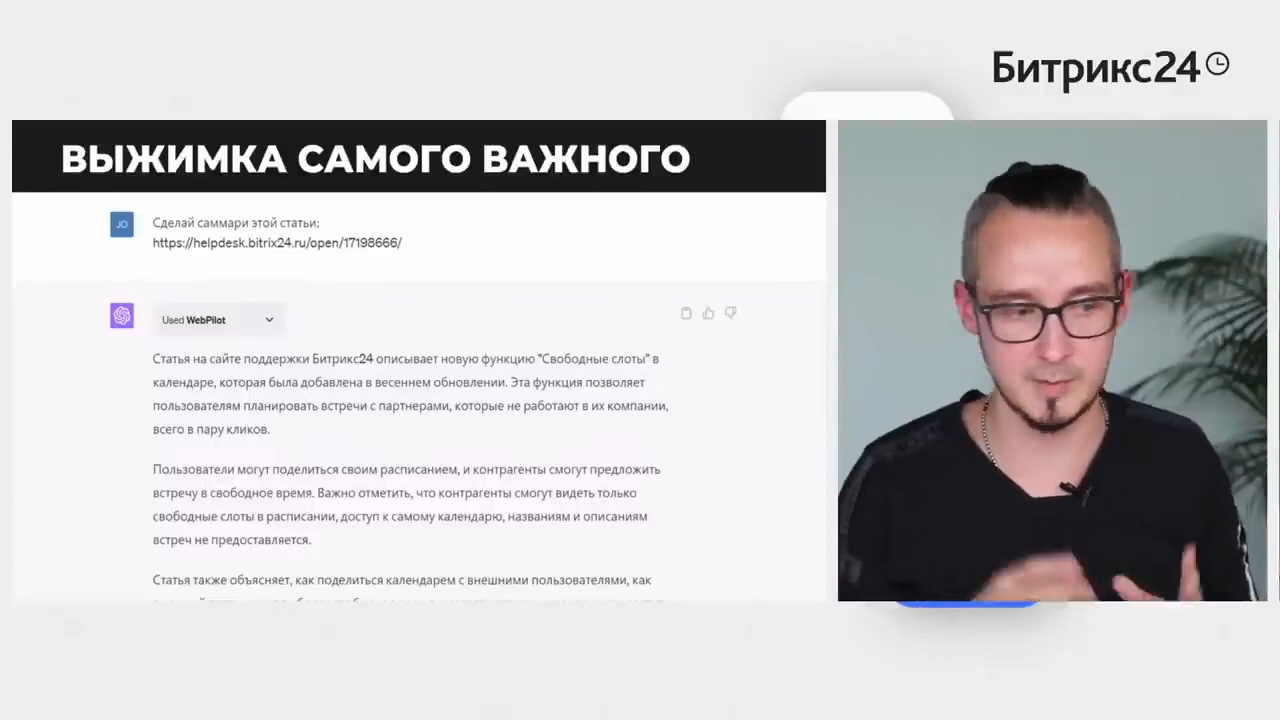 Битрикс24
ВЫЖИМКА САМОГО ВАЖНОГО
JO
Сделай саммари этой статьи:
https://helpdesk.bitrix24.ru/open/17198666/
Used WebPilot
Статья на сайте поддержки Битрикс24 описывает новую функцию "Свободные слоты" в
календаре, которая была добавлена в весеннем обновлении. Эта функция позволяет
пользователям планировать встречи с партнерами, которые не работают в их компании,
всего в пару кликов.
Пользователи могут поделиться своим расписанием, и контрагенты смогут предложить
встречу в свободное время. Важно отметить, что контрагенты смогут видеть только
свободные слоты в расписании, доступ к самому календарю, названиям и описаниям
встреч не предоставляется.
Статья также объясняет, как поделиться календарем с внешними пользователями, как